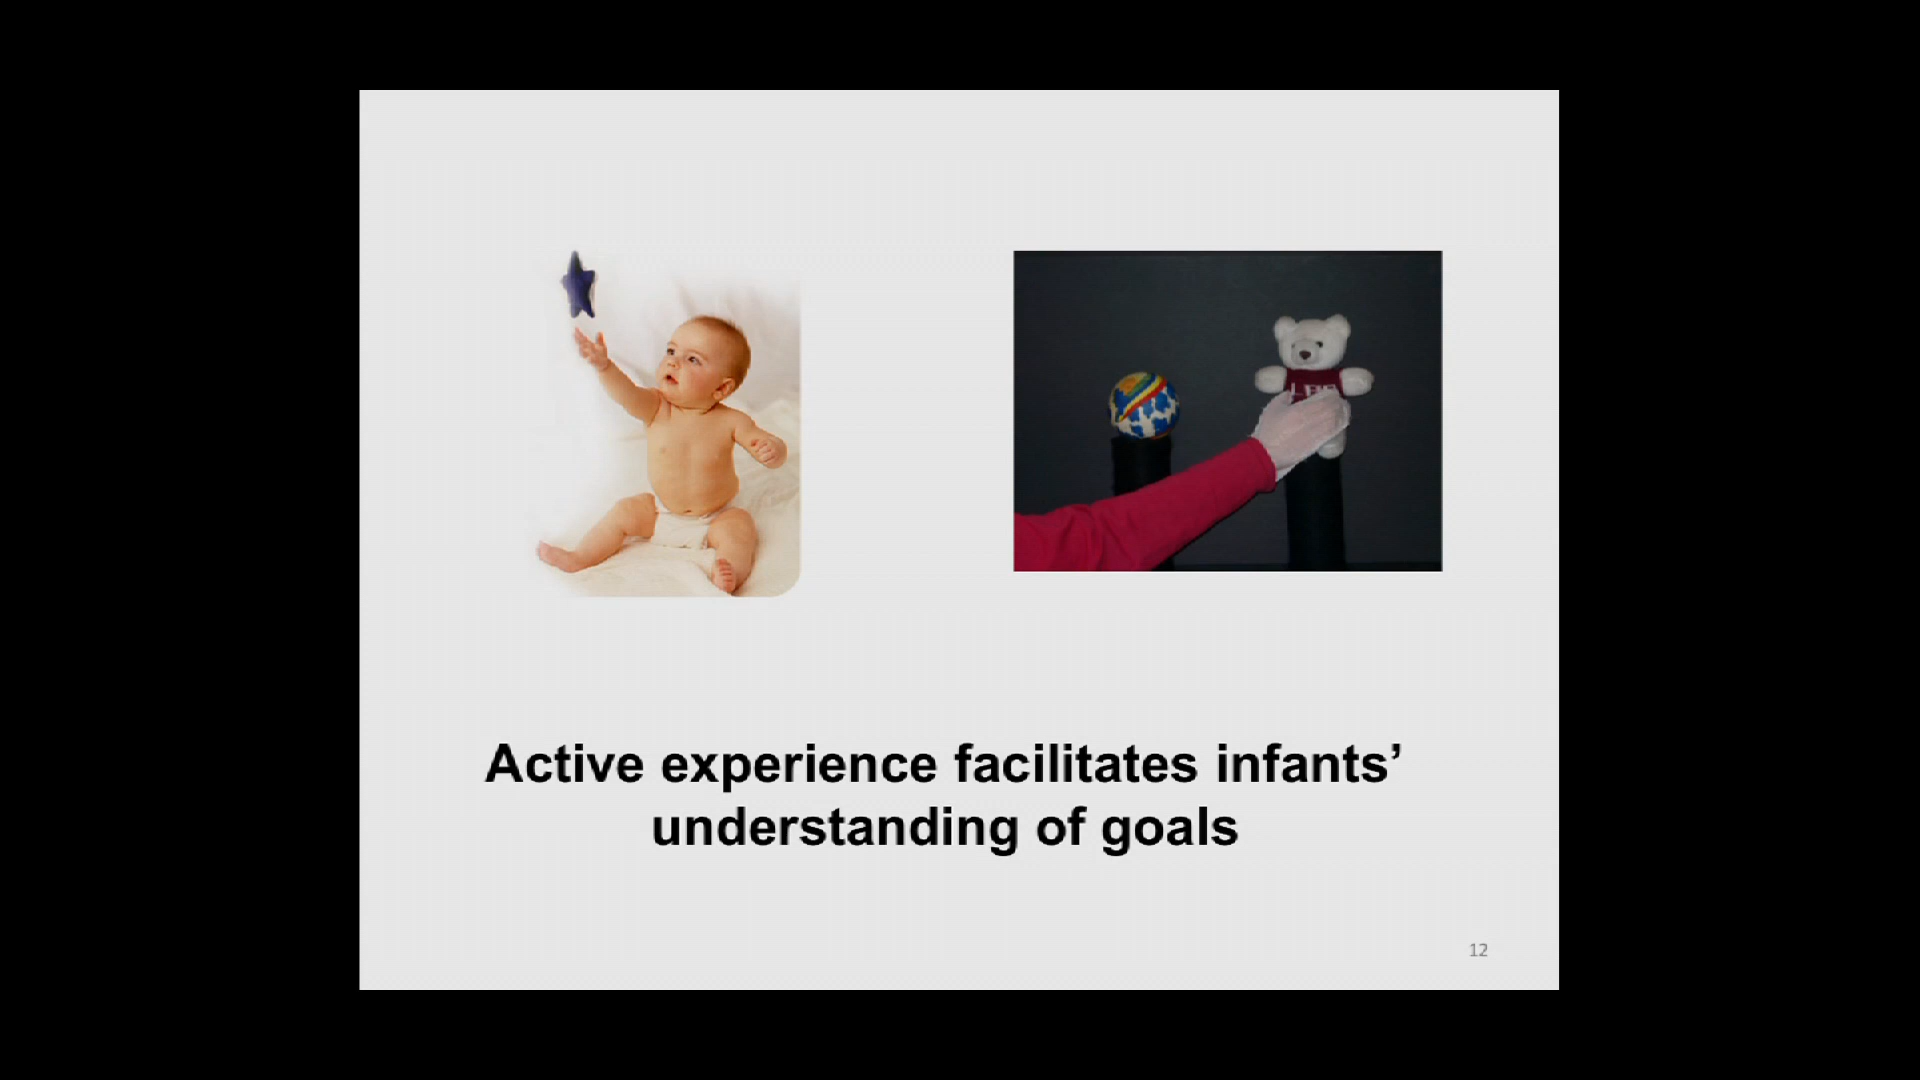 Active experience facilitates infants’
understanding of goals
12